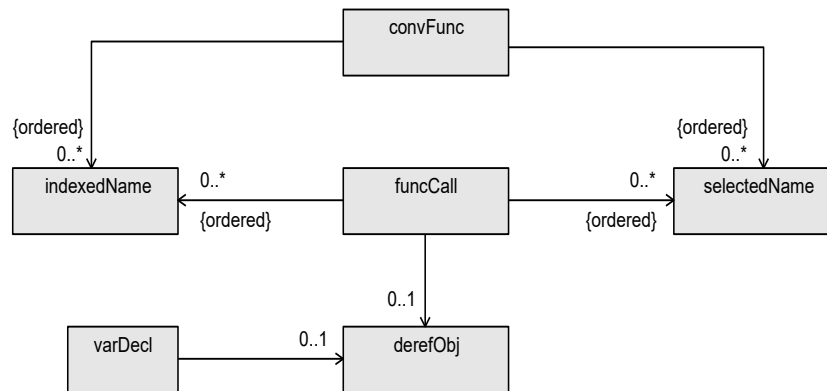 convFunc
{ordered}
0..*
{ordered}
0..*
indexedName
0..*
{ordered}
funcCall
0..*
{ordered}
selectedName
0..1
varDecl
0..1
derefObj